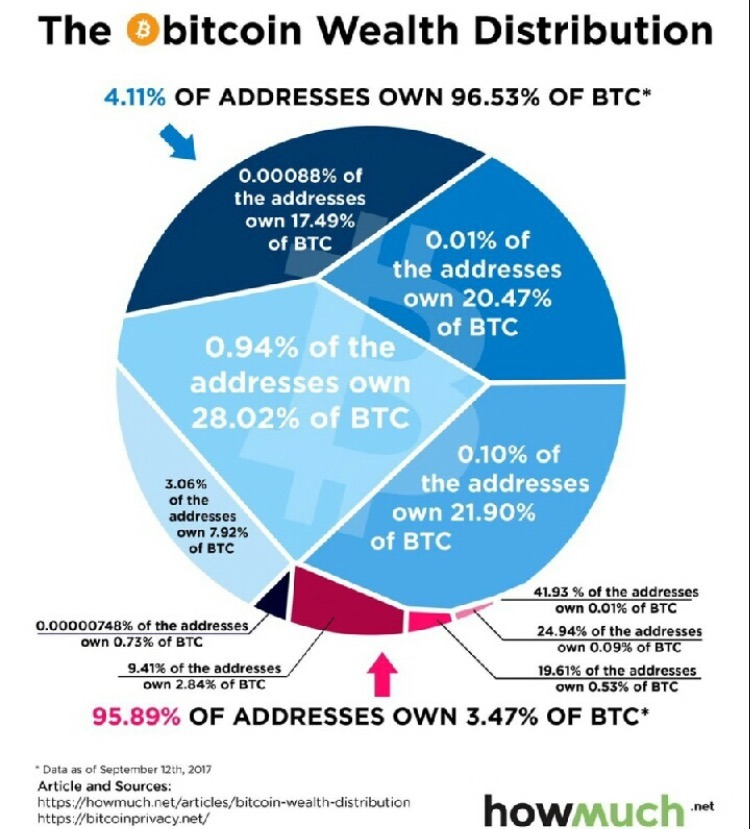 The bitcoin Wealth Distribution
4.11% OF ADDRESSES OWN 96.53% OF BTC*
0.00088% of
the addresses
own 17.49%
of BTC
0.01% of
the addresses
own 20.47%
of BTC
0.94% of the
addresses own
28.02% of BTC
0.10% of
the addresses
own 21.90%
of BTC
3.06%
of the
addresses
own 7.92%
of BTC
41.93 % of the addresses
own 0.01% of BTC
0.00000748% of the addresses
own 0.73% of BTC
24.94% of the addresses
own 0.09% of BTC
9.41% of the addresses
own 2.84% of BTC
19.61% of the addresses
own 0.53% of BTC
95.89% OF ADDRESSES OWN 3.47% OF BTC*
* Data as of September 12th, 2017
Article and Sources:
https://howmuch.net/articles/bitcoin-wealth-distribution
https://bitcoinprivacy.net/
howmuch.net